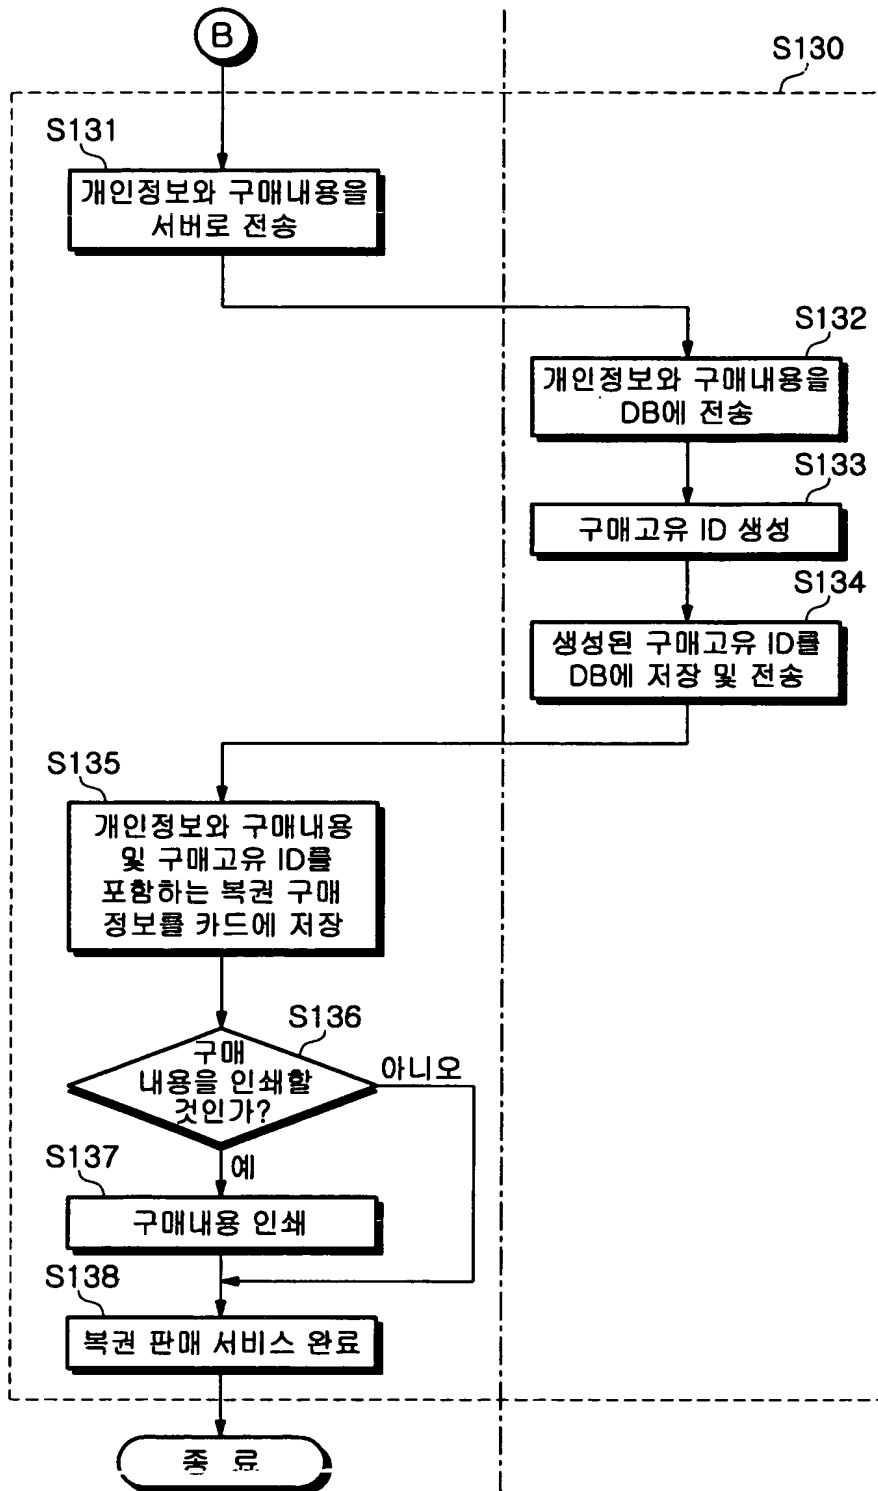 B
S130
S131
개인정보와 구매내용을
서버로 전송
S132
개인정보와 구매내용을
DB에 전송
S133
구매고유 ID 생성
S134
생성된 구매고유 ID를
DB에 저장 및 전송
S135
개인정보와 구매내용
및 구매고유 ID를
포함하는 복권 구매
정보를 카드에 저장
S136
구매
내용을 인쇄할
것인가?
아니오
예
S137
구매내용 인쇄
S138
복권 판매 서비스 완료
종 료